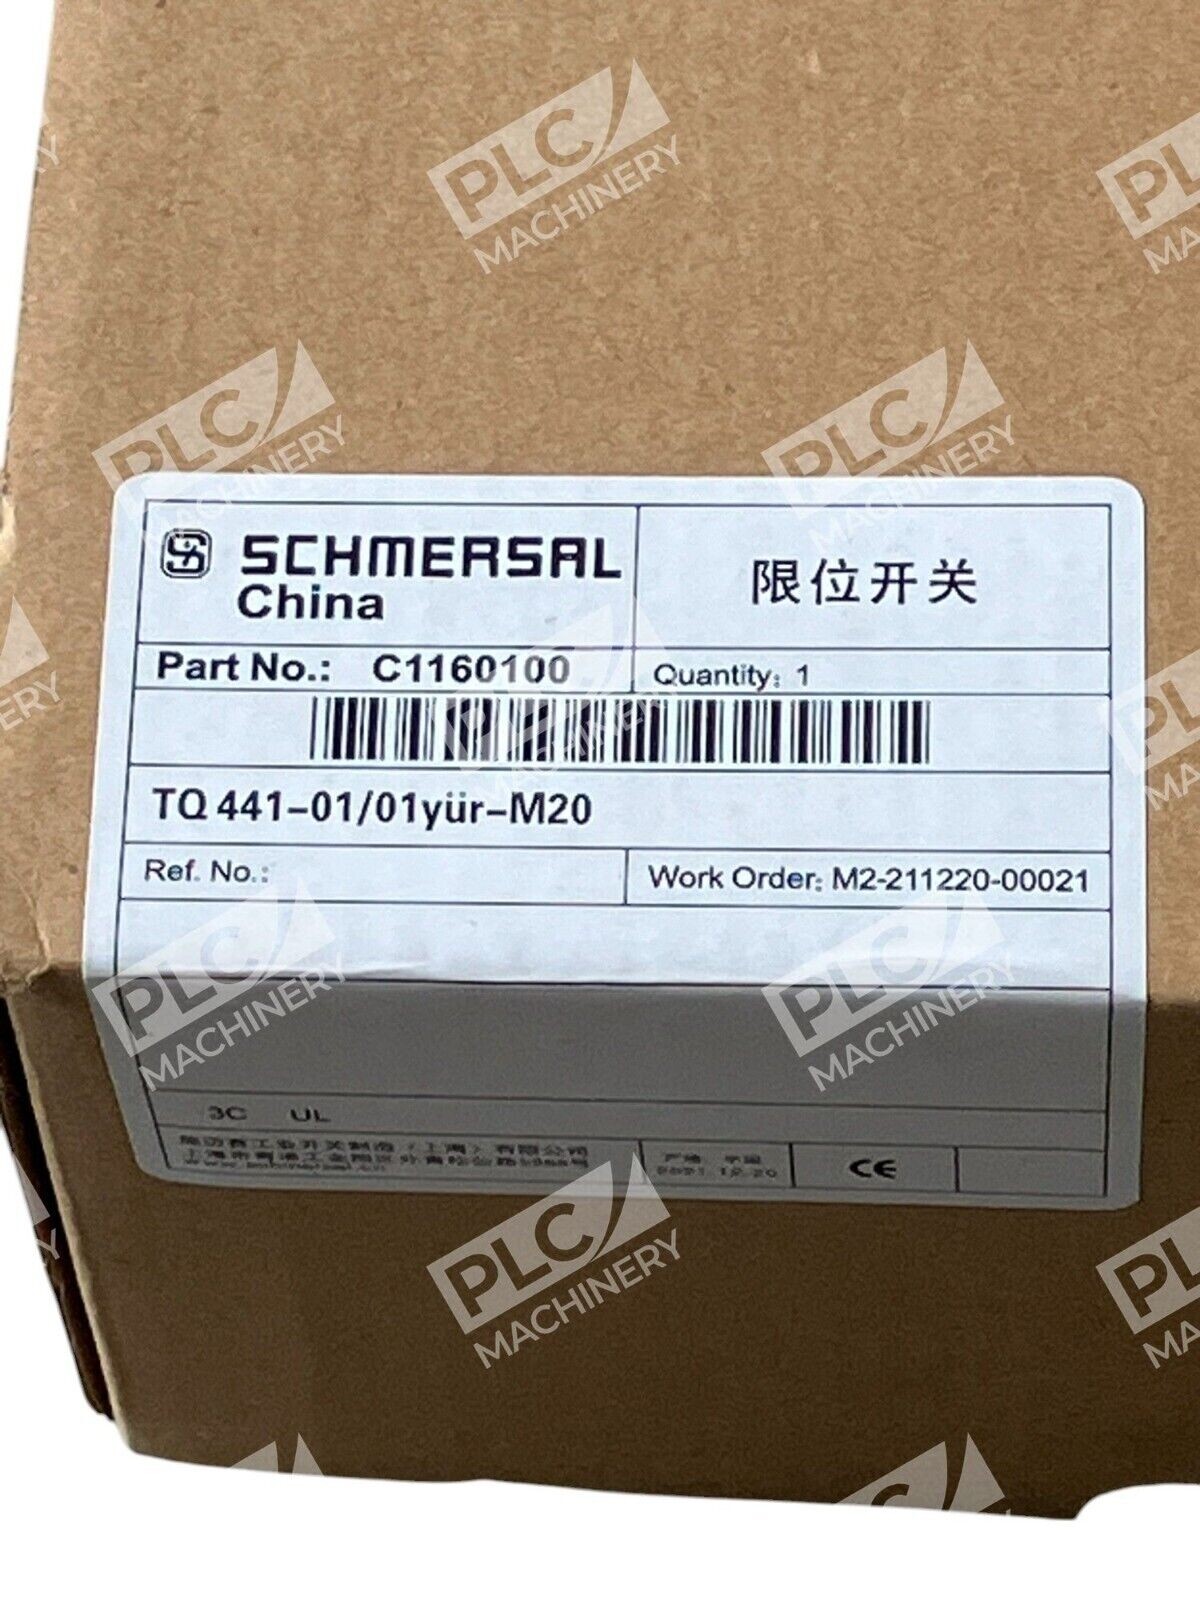 SCHMERSAL
China
限位开关
Part No.: C1160100
Quantity: 1
TQ 441-01/01yür-M20
Ref. No.:
Work Order: M2-211220-00021
3C UL
CE
PLC
MACHINERY